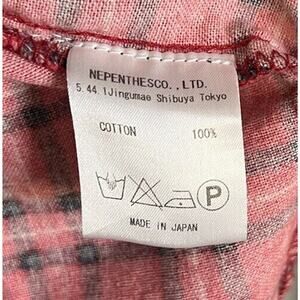 NEPENTHESCO., LTD.
5.44.1Jingumae Shibuya Tokyo
COTTON 100%
P
MADE IN JAPAN